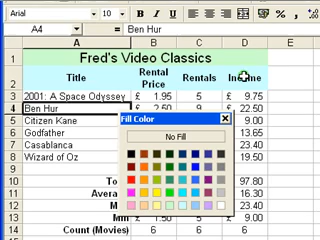 Arial 10 B I U
A4 = Ben Hur
A B C D E
1 Fred's Video Classics
2 Title Rental Price Rentals Income
3 2001: A Space Odyssey £ 1.95 5 £ 9.75
4 Ben Hur £ 2.50 9 £ 22.50
5 Citizen Kane 9.00
6 Godfather 13.65
7 Casablanca 23.40
8 Wizard of Oz 19.50
9
10 To 97.80
11 Avera 16.30
12 M 23.40
13 Min £ 1.50 5 £ 9.00
14 Count (Movies) 6 6 6
Fill Color
No Fill